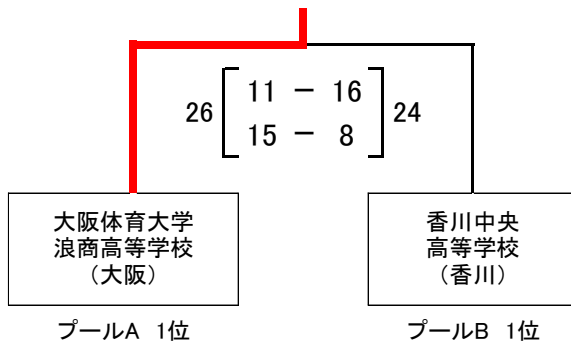 26 11 － 16 24
15 － 8
大阪体育大学
浪商高等学校
（大阪）
香川中央
高等学校
（香川）
プールA 1位
プールB 1位